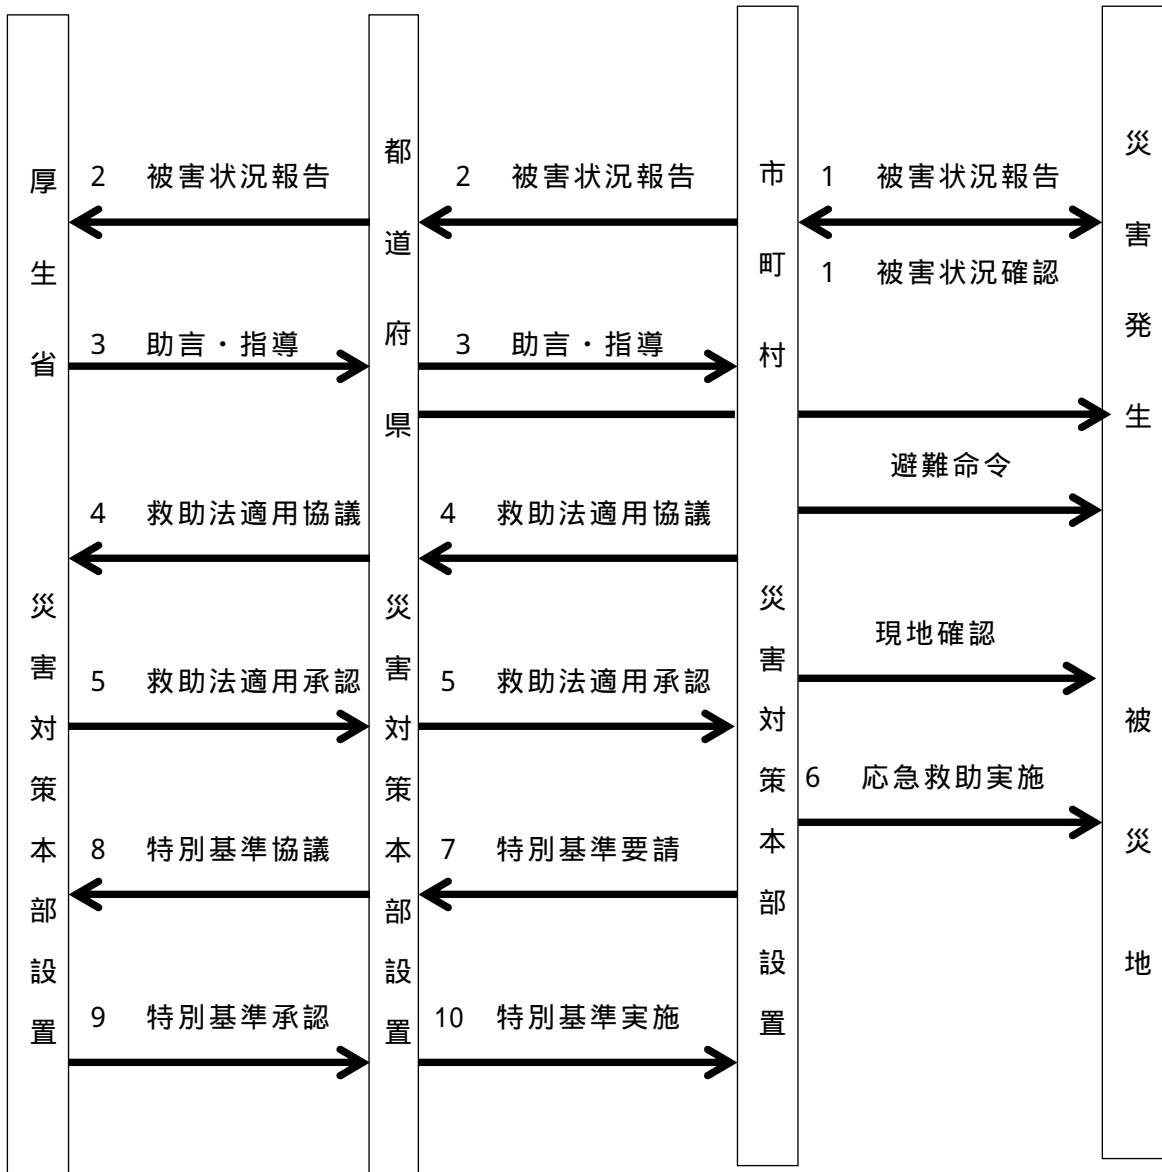 厚生省
災害対策本部設置
都道府県
災害対策本部設置
市町村
災害対策本部設置
災害発生
被災地
2 被害状況報告
2 被害状況報告
1 被害状況報告
1 被害状況確認
3 助言・指導
3 助言・指導
避難命令
4 救助法適用協議
4 救助法適用協議
現地確認
5 救助法適用承認
5 救助法適用承認
6 応急救助実施
8 特別基準協議
7 特別基準要請
9 特別基準承認
10 特別基準実施